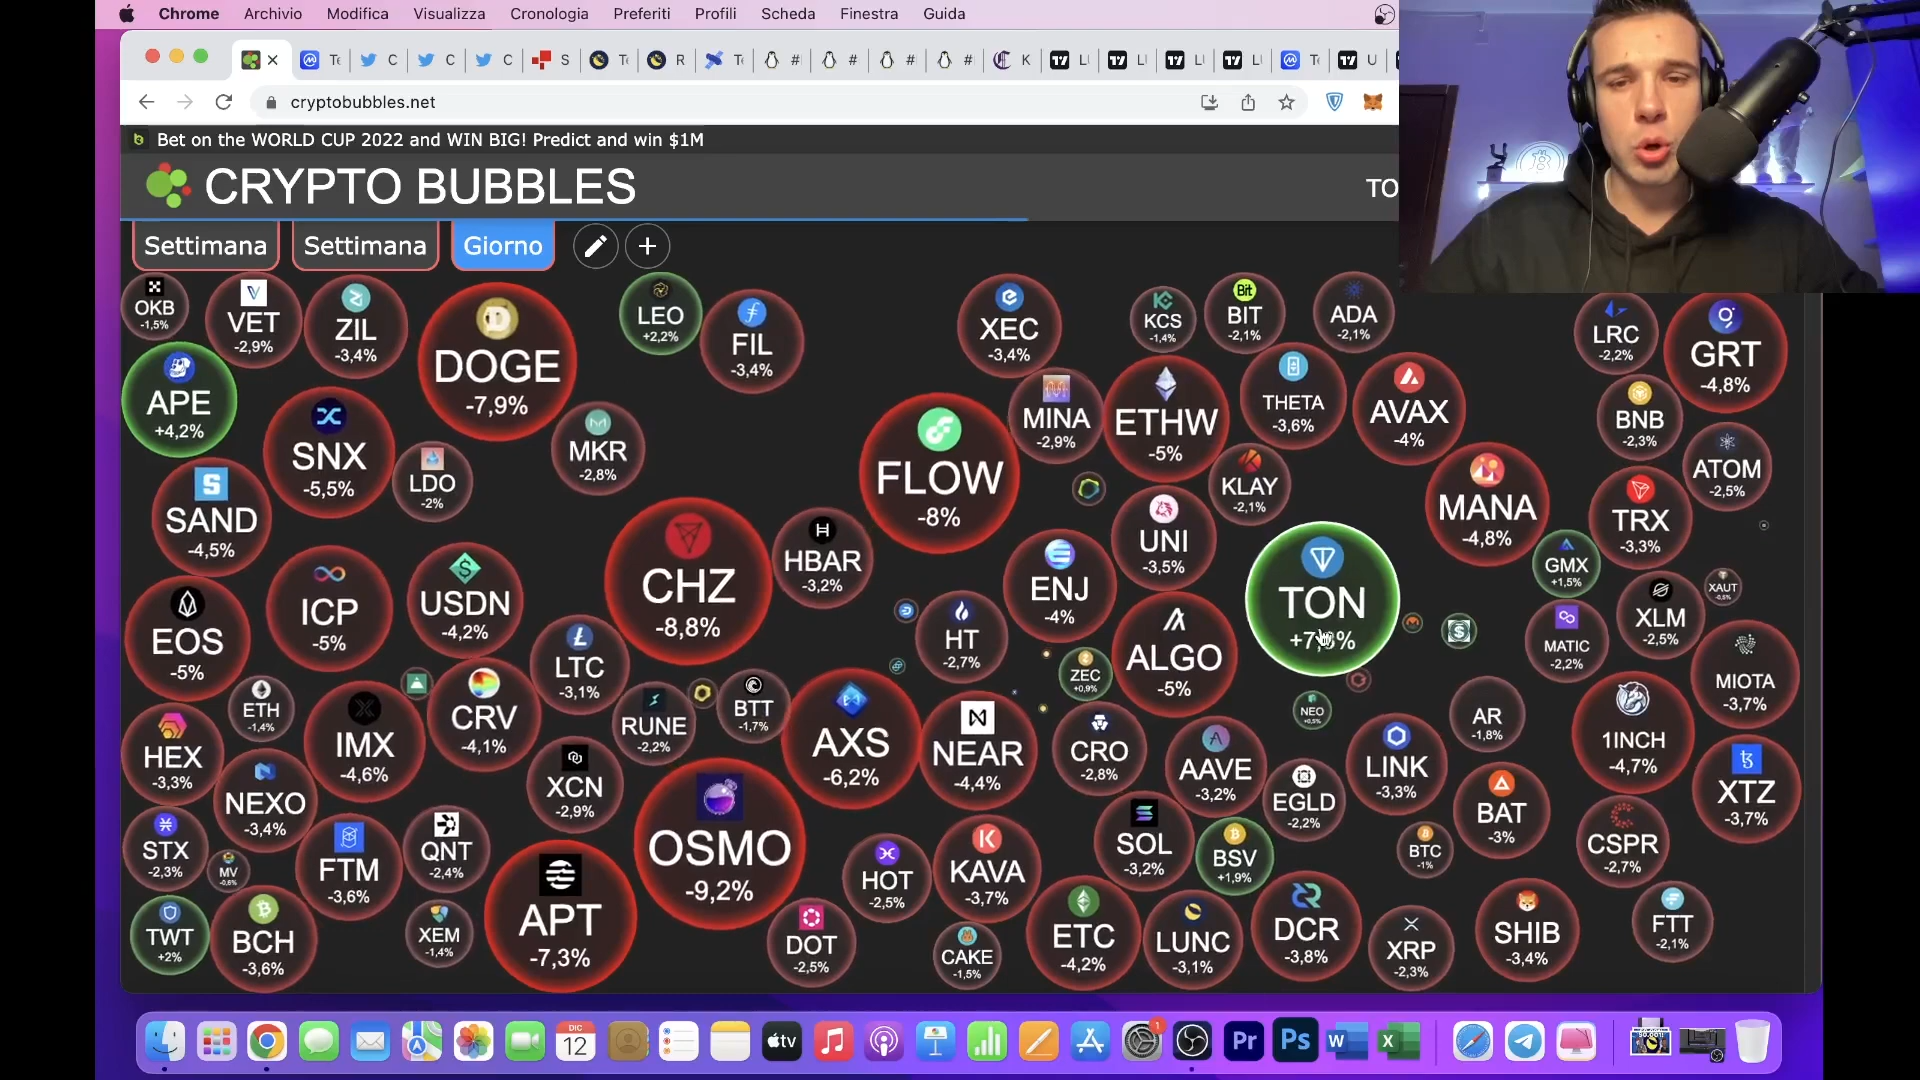 Chrome Archivio Modifica Visualizza Cronologia Preferiti Profili Scheda Finestra Guida
cryptobubbles.net
Bet on the WORLD CUP 2022 and WIN BIG! Predict and win $1M
CRYPTO BUBBLES
TO
Settimana Settimana Giorno
OKB
-1,5%
VET
-2,9%
ZIL
-3,4%
DOGE
-7,9%
LEO
+2,2%
FIL
-3,4%
XEC
-3,4%
KCS
-1,4%
BIT
-2,1%
ADA
-2,1%
LRC
-2,2%
GRT
-4,8%
APE
+4,2%
SNX
-5,5%
LDO
-2%
MKR
-2,8%
FLOW
-8%
MINA
-2,9%
ETHW
-5%
THETA
-3,6%
AVAX
-4%
BNB
-2,3%
ATOM
-2,5%
SAND
-4,5%
KLAY
-2,1%
MANA
-4,8%
TRX
-3,3%
CHZ
-8,8%
HBAR
-3,2%
UNI
-3,5%
TON
GMX
+1,5%
XAUT
EOS
-5%
ICP
-5%
USDN
-4,2%
ENJ
-4%
HT
-2,7%
ALGO
-5%
MATIC
-2,2%
XLM
-2,5%
LTC
-3,1%
ZEC
+0,9%
MIOTA
-3,7%
ETH
-1,4%
IMX
-4,6%
CRV
-4,1%
RUNE
-2,2%
BTT
-1,7%
AXS
-6,2%
NEAR
-4,4%
CRO
-2,8%
NEO
+0,5%
AR
-1,8%
1INCH
-4,7%
HEX
-3,3%
NEXO
-3,4%
XCN
-2,9%
AAVE
-3,2%
EGLD
-2,2%
LINK
-3,3%
BAT
-3%
XTZ
-3,7%
STX
-2,3%
MV
-0,6%
FTM
-3,6%
QNT
-2,4%
OSMO
-9,2%
HOT
-2,5%
KAVA
-3,7%
SOL
-3,2%
BSV
+1,9%
BTC
-1%
CSPR
-2,7%
TWT
+2%
BCH
-3,6%
XEM
-1,4%
APT
-7,3%
DOT
-2,5%
CAKE
-1,5%
ETC
-4,2%
LUNC
-3,1%
DCR
-3,8%
XRP
-2,3%
SHIB
-3,4%
FTT
-2,1%
DIC
12
tv
1
Pr
Ps
W
X